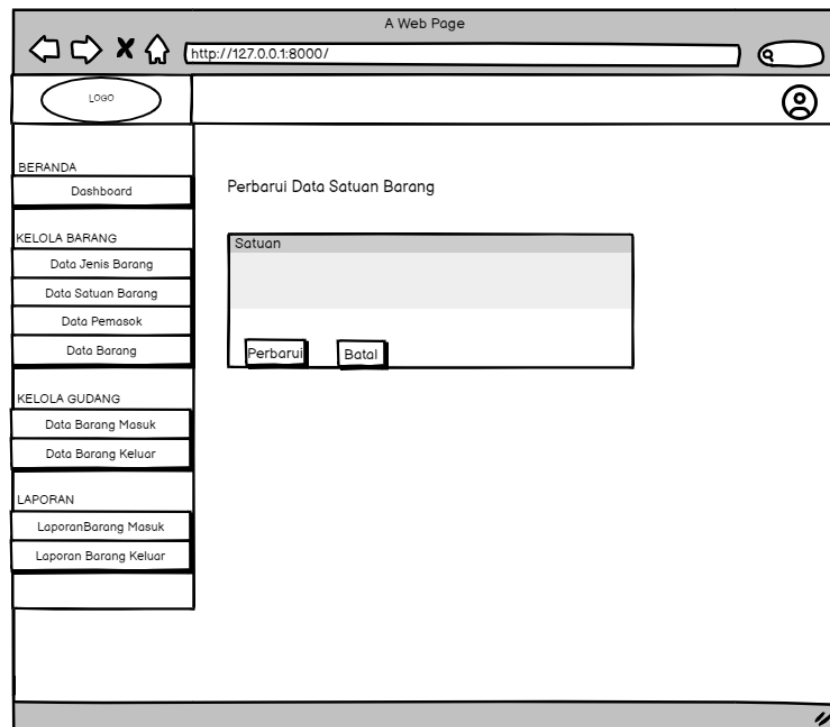 A Web Page
http://127.0.0.1:8000/
LOGO
BERANDA
Dashboard
KELOLA BARANG
Data Jenis Barang
Data Satuan Barang
Data Pemasok
Data Barang
KELOLA GUDANG
Data Barang Masuk
Data Barang Keluar
LAPORAN
LaporanBarang Masuk
Laporan Barang Keluar
Perbarui Data Satuan Barang
Satuan
Perbarui
Batal